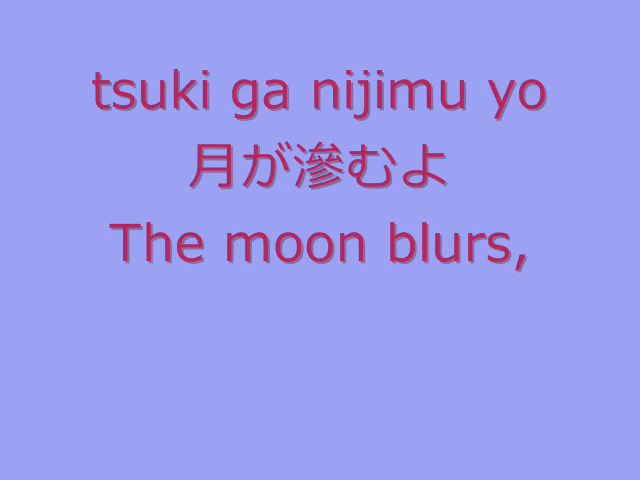 tsuki ga nijimu yo
月が滲むよ
The moon blurs,